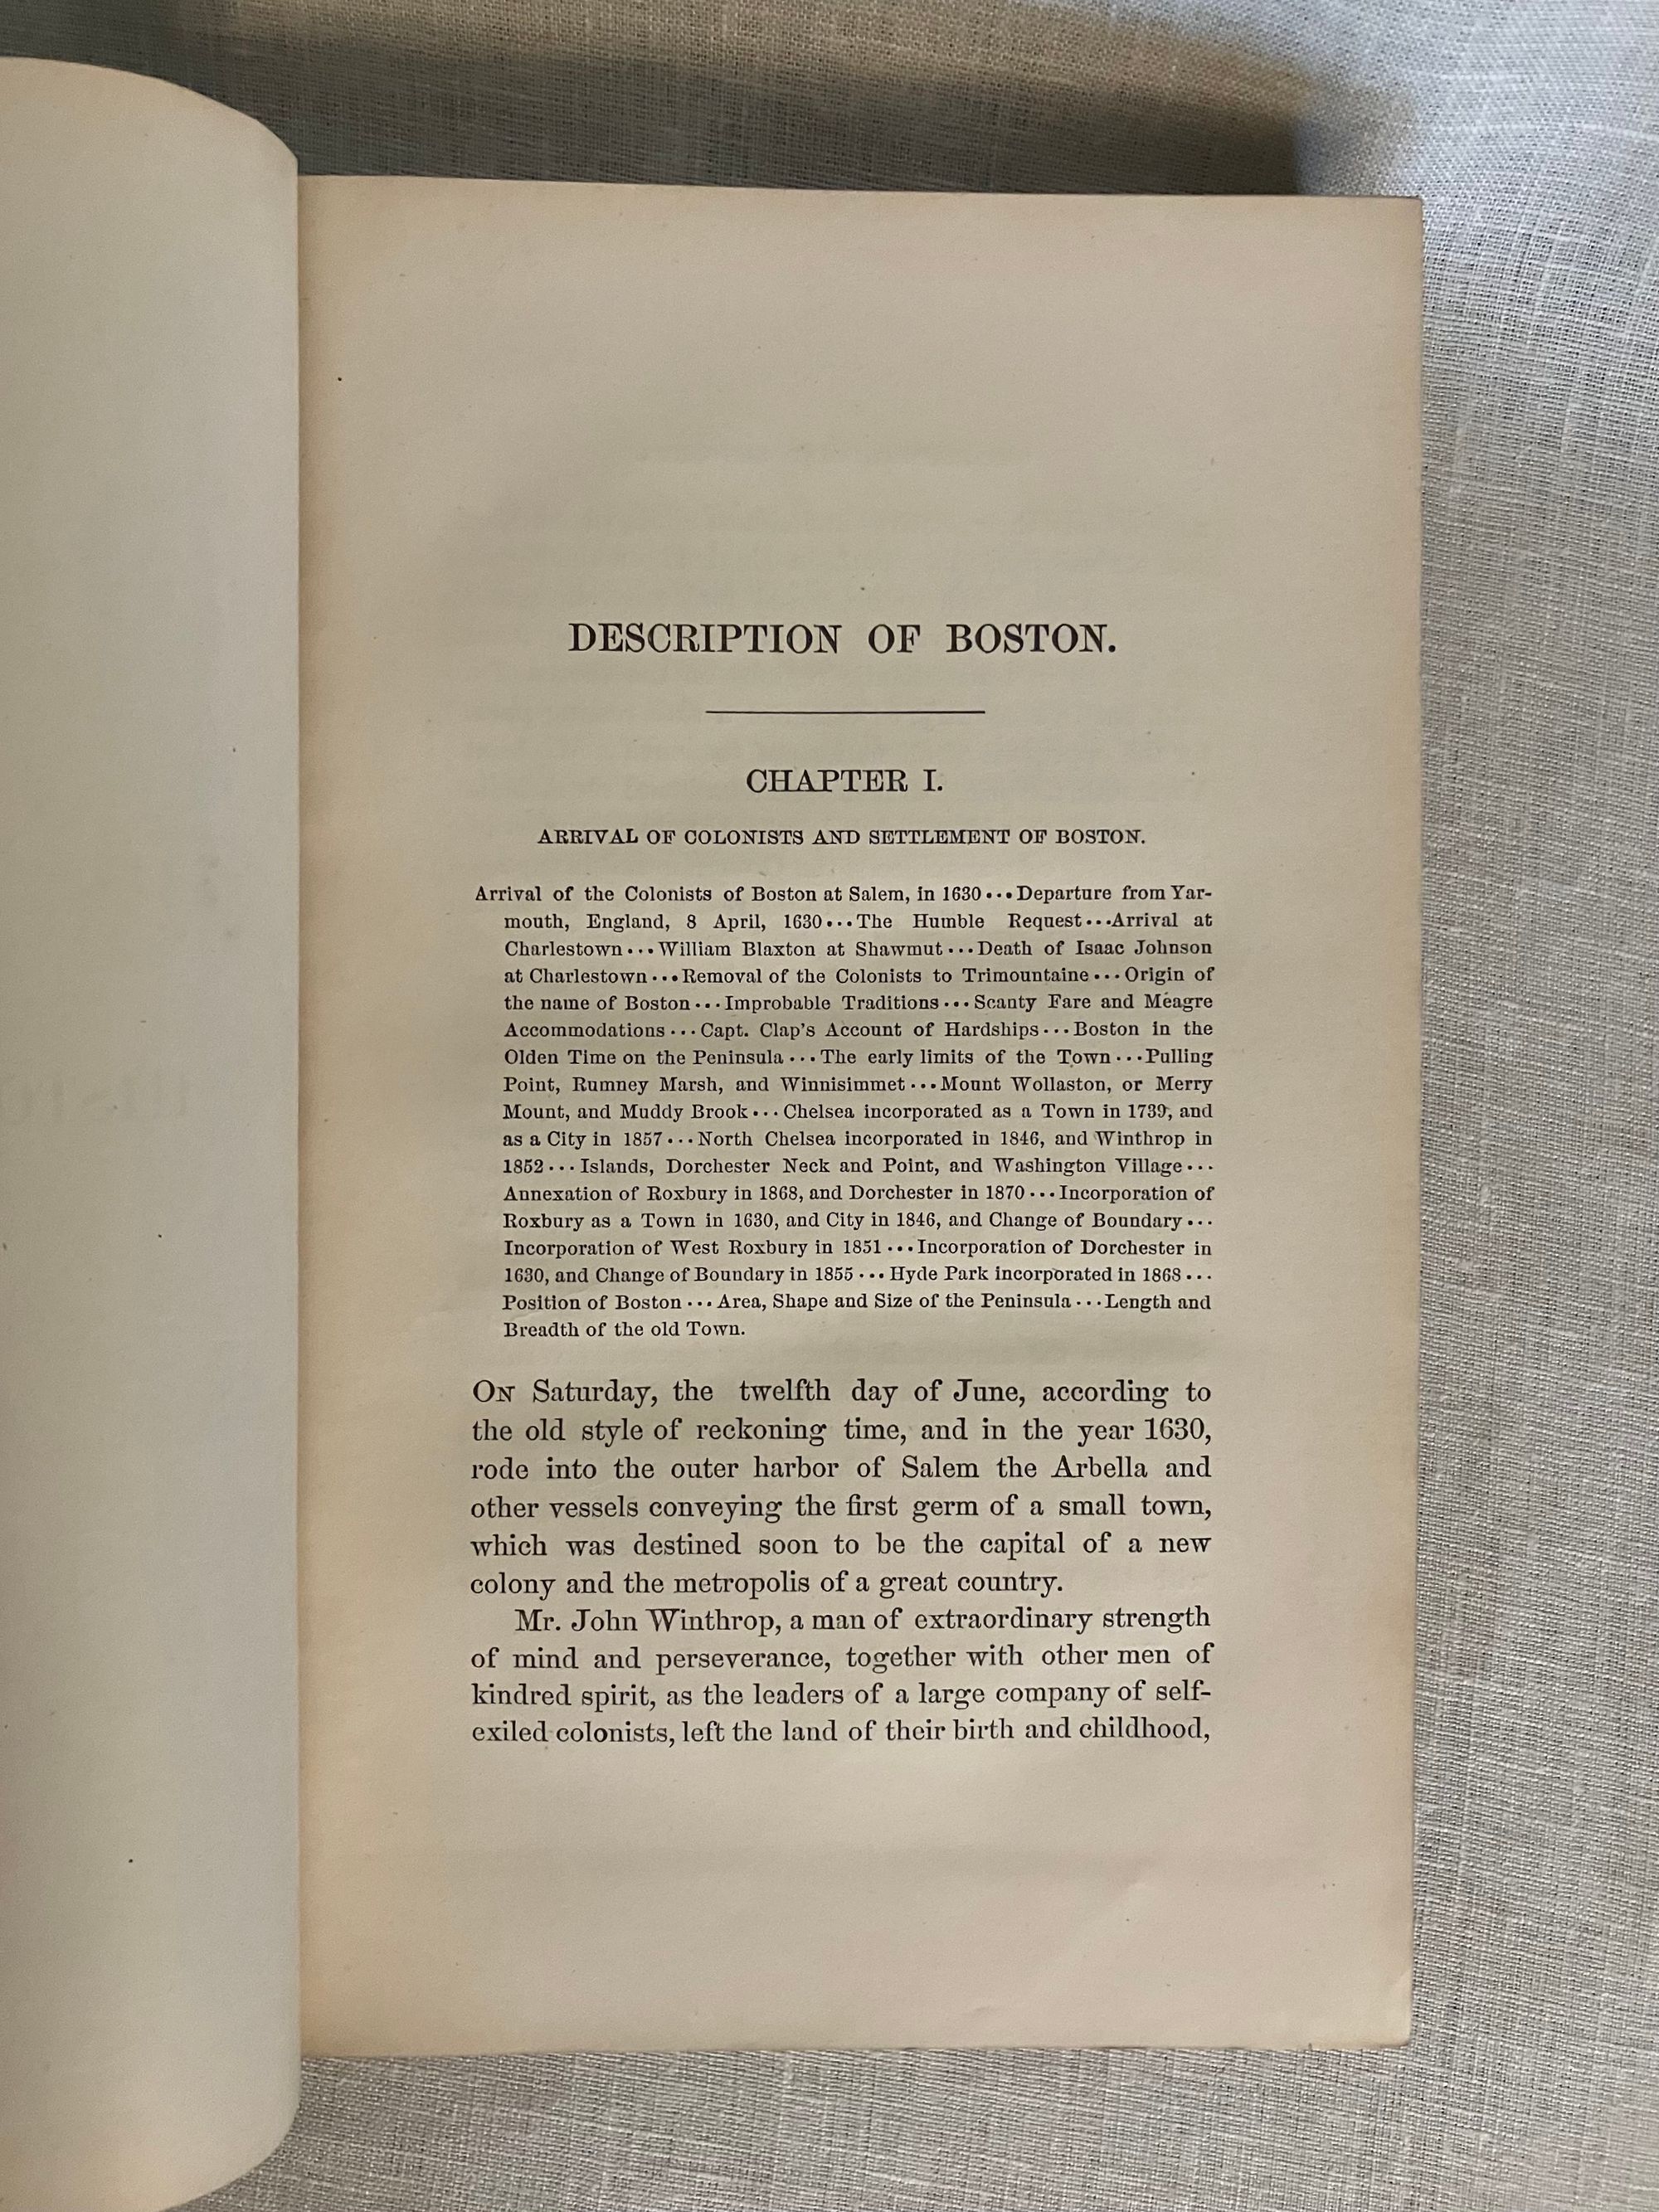 DESCRIPTION OF BOSTON.
CHAPTER I.
ARRIVAL OF COLONISTS AND SETTLEMENT OF BOSTON.
Arrival of the Colonists of Boston at Salem, in 1630...Departure from Yar-
mouth, England, 8 April, 1630...The Humble Request...Arrival at
Charlestown...William Blaxton at Shawmut...Death of Isaac Johnson
at Charlestown...Removal of the Colonists to Trimountaine...Origin of
the name of Boston...Improbable Traditions...Scanty Fare and Meagre
Accommodations...Capt. Clap's Account of Hardships...Boston in the
Olden Time on the Peninsula...The early limits of the Town...Pulling
Point, Rumney Marsh, and Winnisimmet...Mount Wollaston, or Merry
Mount, and Muddy Brook...Chelsea incorporated as a Town in 1739, and
as a City in 1857...North Chelsea incorporated in 1846, and Winthrop in
1852...Islands, Dorchester Neck and Point, and Washington Village...
Annexation of Roxbury in 1868, and Dorchester in 1870...Incorporation of
Roxbury as a Town in 1630, and City in 1846, and Change of Boundary...
Incorporation of West Roxbury in 1851...Incorporation of Dorchester in
1630, and Change of Boundary in 1855...Hyde Park incorporated in 1868...
Position of Boston...Area, Shape and Size of the Peninsula...Length and
Breadth of the old Town.
ON Saturday, the twelfth day of June, according to
the old style of reckoning time, and in the year 1630,
rode into the outer harbor of Salem the Arbella and
other vessels conveying the first germ of a small town,
which was destined soon to be the capital of a new
colony and the metropolis of a great country.
Mr. John Winthrop, a man of extraordinary strength
of mind and perseverance, together with other men of
kindred spirit, as the leaders of a large company of self-
exiled colonists, left the land of their birth and childhood,